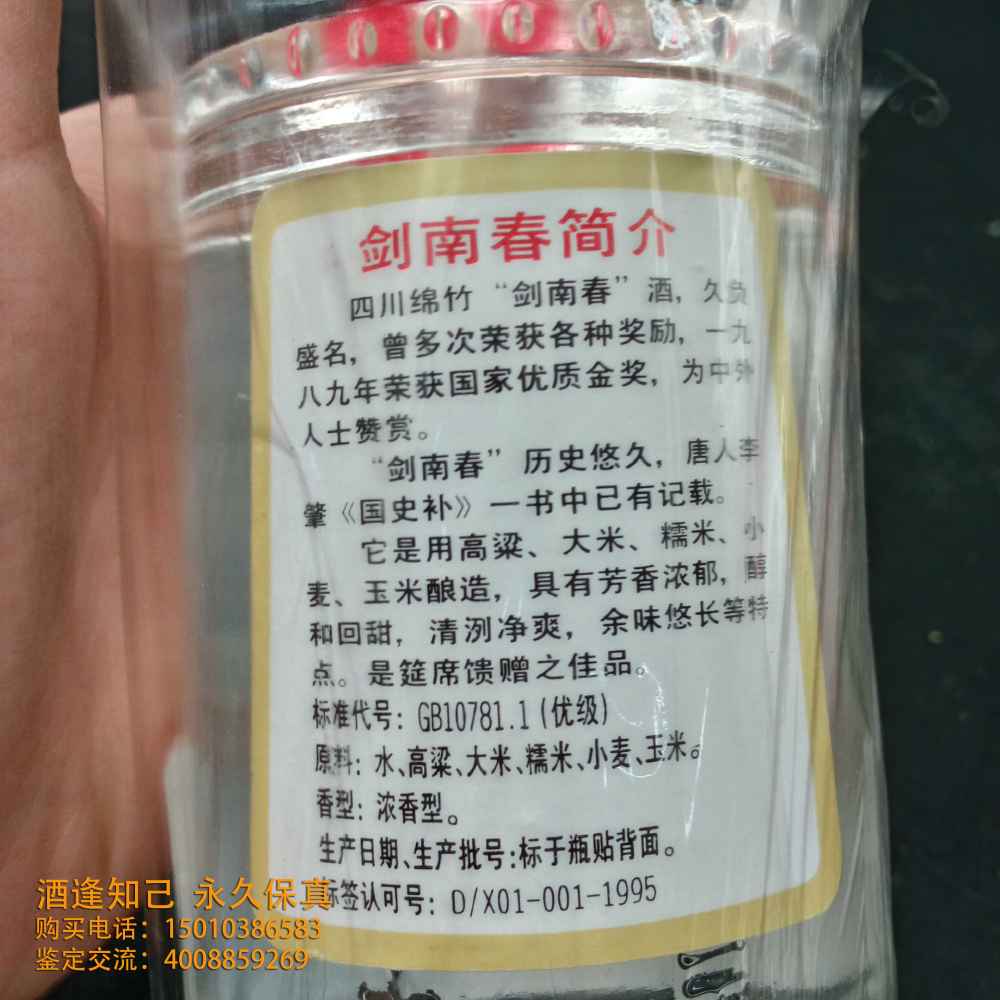 剑南春简介
四川绵竹“剑南春”酒，久负
盛名，曾多次荣获各种奖励，一九
八九年荣获国家优质金奖，为中外
人士赞赏。
“剑南春”历史悠久，唐人李
肇《国史补》一书中已有记载。
它是用高粱、大米、糯米、小
麦、玉米酿造，具有芳香浓郁，醇
和回甜，清洌净爽，余味悠长等特
点。是筵席馈赠之佳品。
标准代号：GB10781.1(优级)
原料：水、高粱、大米、糯米、小麦、玉米。
香型：浓香型。
生产日期、生产批号：标于瓶贴背面。
标签认可号：D/X01-001-1995
酒逢知己 永久保真
购买电话：15010386583
鉴定交流：4008859269